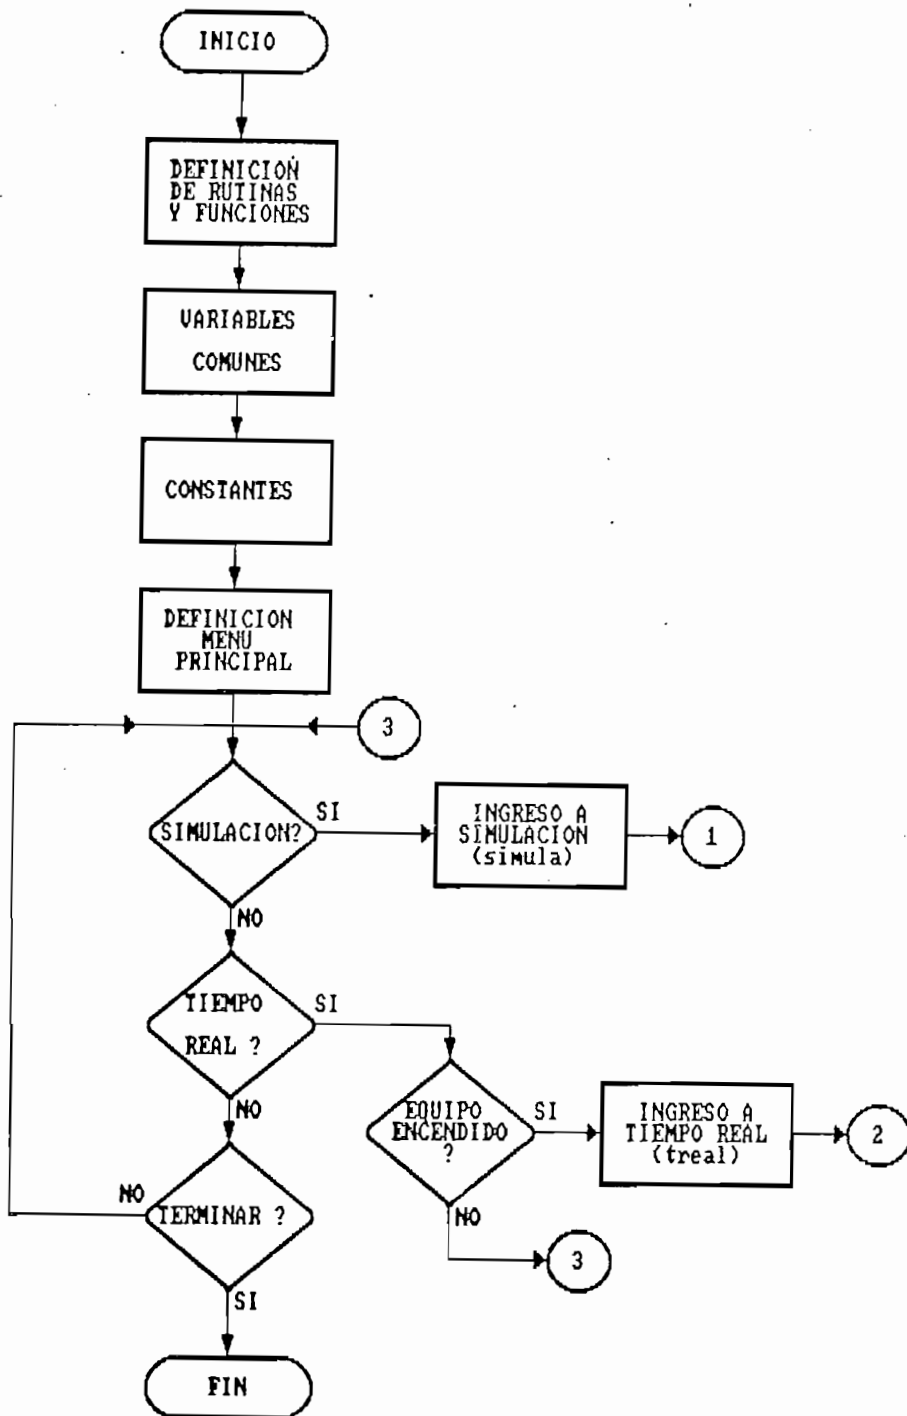 INICIO
DEFINICION
DE RUTINAS
Y FUNCIONES
VARIABLES
COMUNES
CONSTANTES
DEFINICION
MENU
PRINCIPAL
3
SIMULACION?
SI
INGRESO A
SIMULACION
(simula)
1
NO
TIEMPO
REAL ?
SI
EQUIPO
ENCENDIDO
?
SI
INGRESO A
TIEMPO REAL
(treal)
2
NO
3
NO
TERMINAR ?
NO
SI
FIN